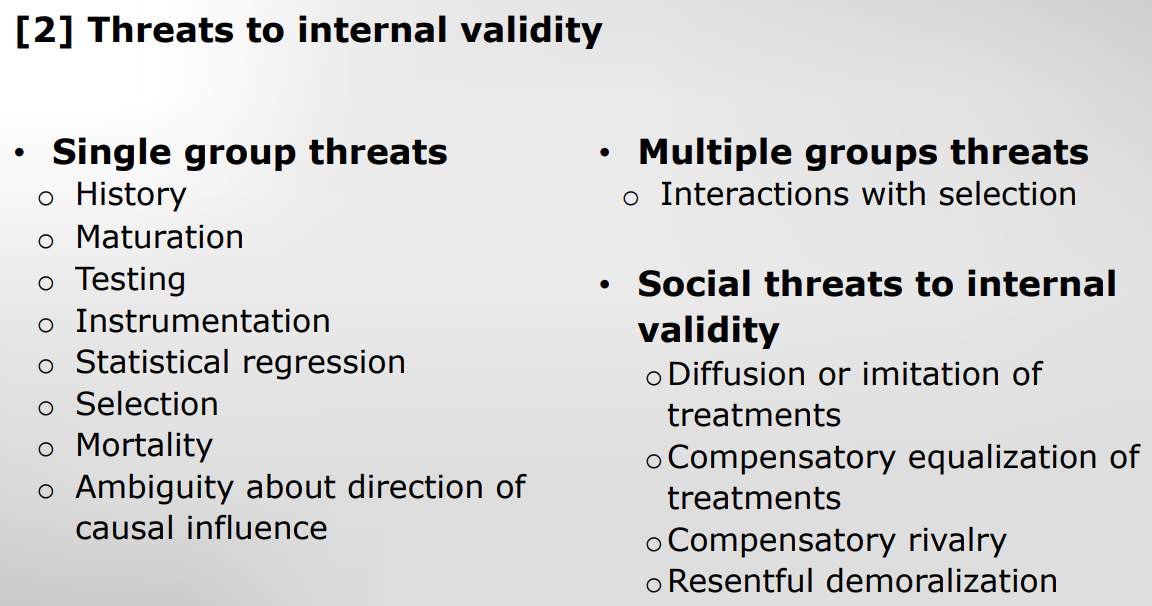 [2] Threats to internal validity
• Single group threats
o History
o Maturation
o Testing
o Instrumentation
o Statistical regression
o Selection
o Mortality
o Ambiguity about direction of
causal influence
• Multiple groups threats
o Interactions with selection
• Social threats to internal
validity
o Diffusion or imitation of
treatments
o Compensatory equalization of
treatments
o Compensatory rivalry
o Resentful demoralization